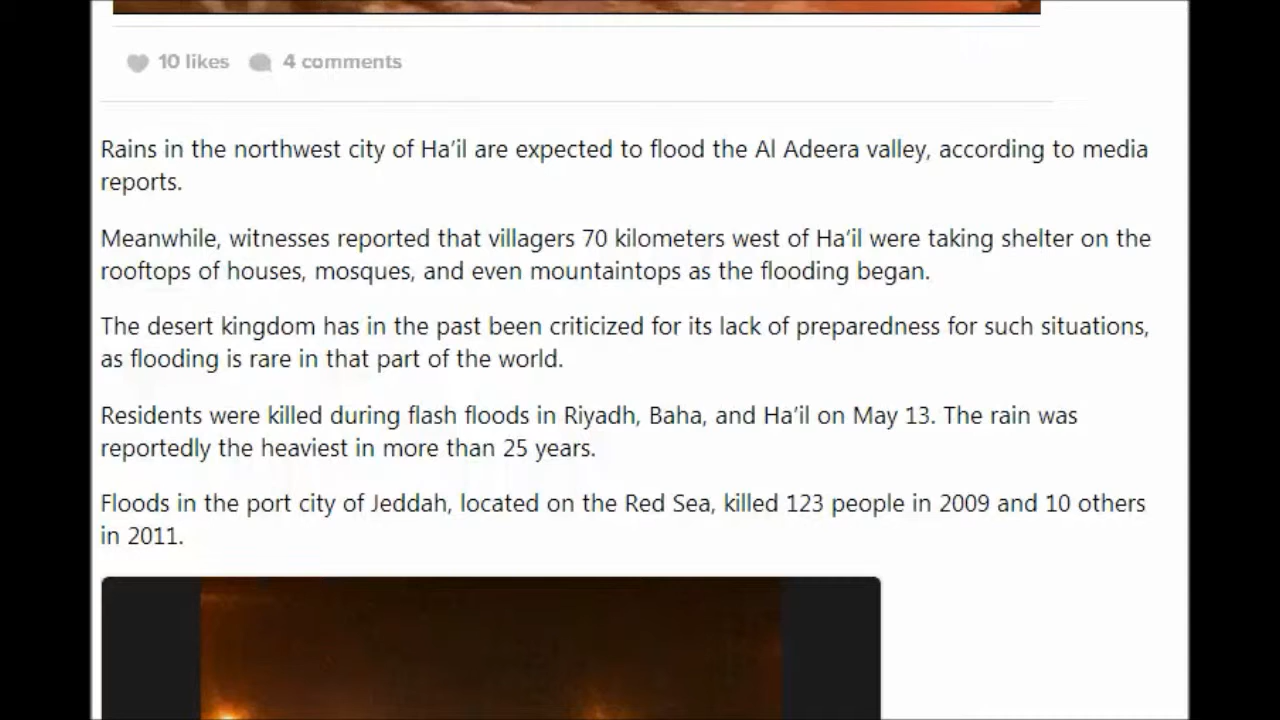 10 likes 4 comments
Rains in the northwest city of Ha’il are expected to flood the Al Adeera valley, according to media
reports.
Meanwhile, witnesses reported that villagers 70 kilometers west of Ha’il were taking shelter on the
rooftops of houses, mosques, and even mountaintops as the flooding began.
The desert kingdom has in the past been criticized for its lack of preparedness for such situations,
as flooding is rare in that part of the world.
Residents were killed during flash floods in Riyadh, Baha, and Ha’il on May 13. The rain was
reportedly the heaviest in more than 25 years.
Floods in the port city of Jeddah, located on the Red Sea, killed 123 people in 2009 and 10 others
in 2011.